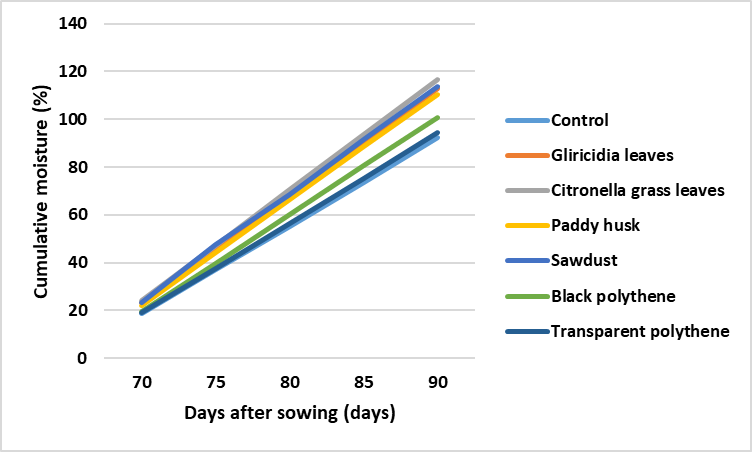 140
120
100
80
60
40
20
0
Cumulative moisture (%)
70 75 80 85 90
Days after sowing (days)
Control
Gliricidia leaves
Citronella grass leaves
Paddy husk
Sawdust
Black polythene
Transparent polythene